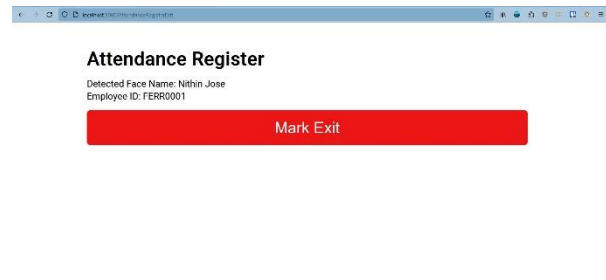 Attendance Register
Detected Face Name: Nithin Jose
Employee ID: FERR0001
Mark Exit